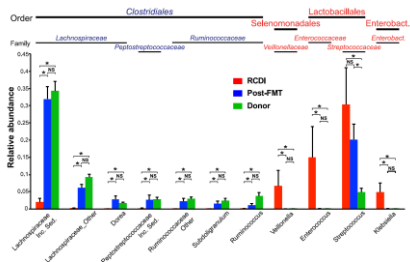 Order Clostridiales Lactobacillales
Selenomonadales Enterobact.
Family Lachnospiraceae Ruminococcaceae Veillonellaceae Enterococcaceae Enterobact.
Peptostreptococcaceae Streptococcaceae
Relative abundance
0,45
0,4
0,35
0,3
0,25
0,2
0,15
0,1
0,05
0
RCDI
Post-FMT
Donor
* NS
Lachnospiraceae Inc. Sed.
Lachnospiraceae_Other
Dorea
Peptostreptococcaceae Inc. Sed.
Ruminococcaceae Other
Subdoligranulum
Ruminococcus
Veillonella
Enterococcus
Streptococcus
Klebsiella